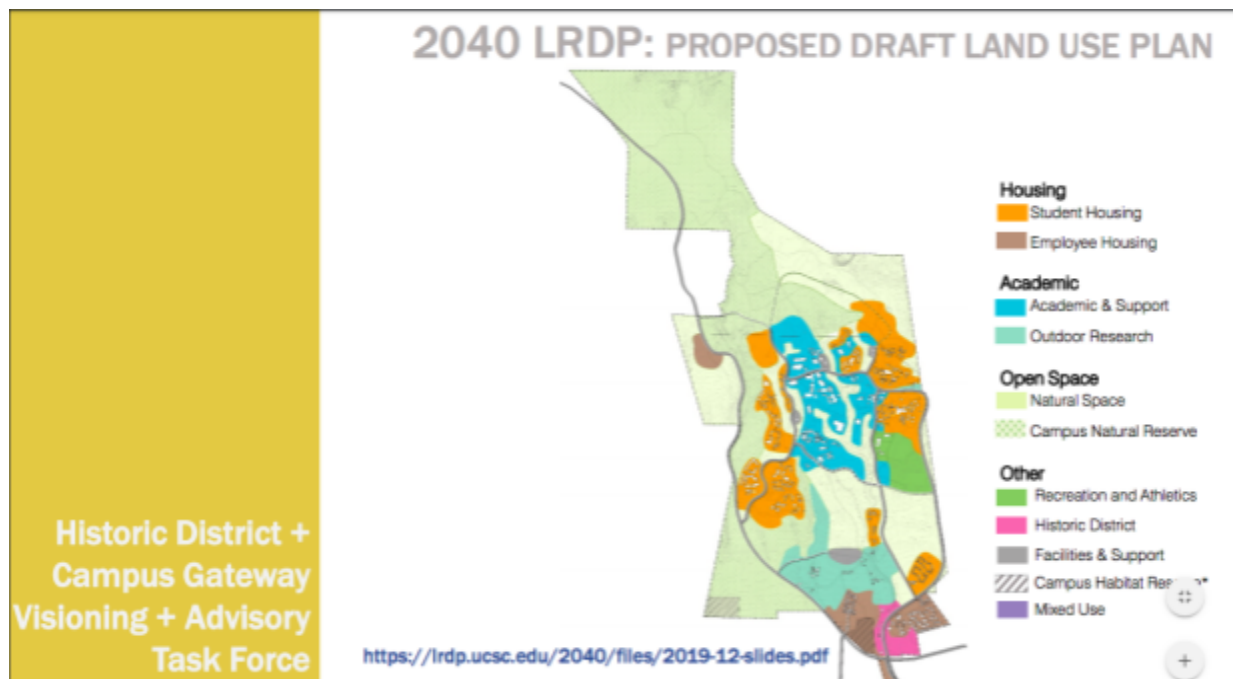 2040 LRDP: PROPOSED DRAFT LAND USE PLAN
Housing
Student Housing
Employee Housing
Academic
Academic & Support
Outdoor Research
Open Space
Natural Space
Campus Natural Reserve
Other
Recreation and Athletics
Historic District
Facilities & Support
Campus Habitat
Mixed Use
Historic District +
Campus Gateway
Visioning + Advisory
Task Force
https://lrdp.ucsc.edu/2040/files/2019-12-slides.pdf